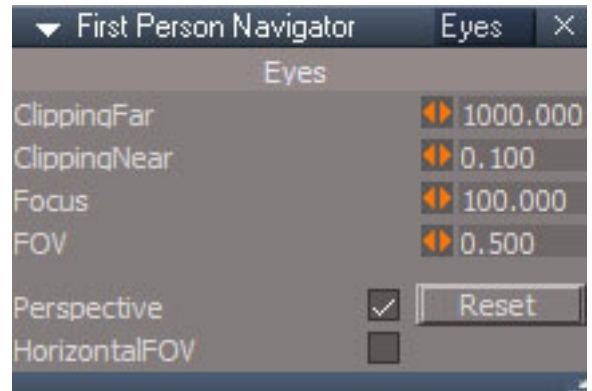 First Person Navigator Eyes
Eyes
ClippingFar 1000.000
ClippingNear 0.100
Focus 100.000
FOV 0.500
Perspective Reset
HorizontalFOV